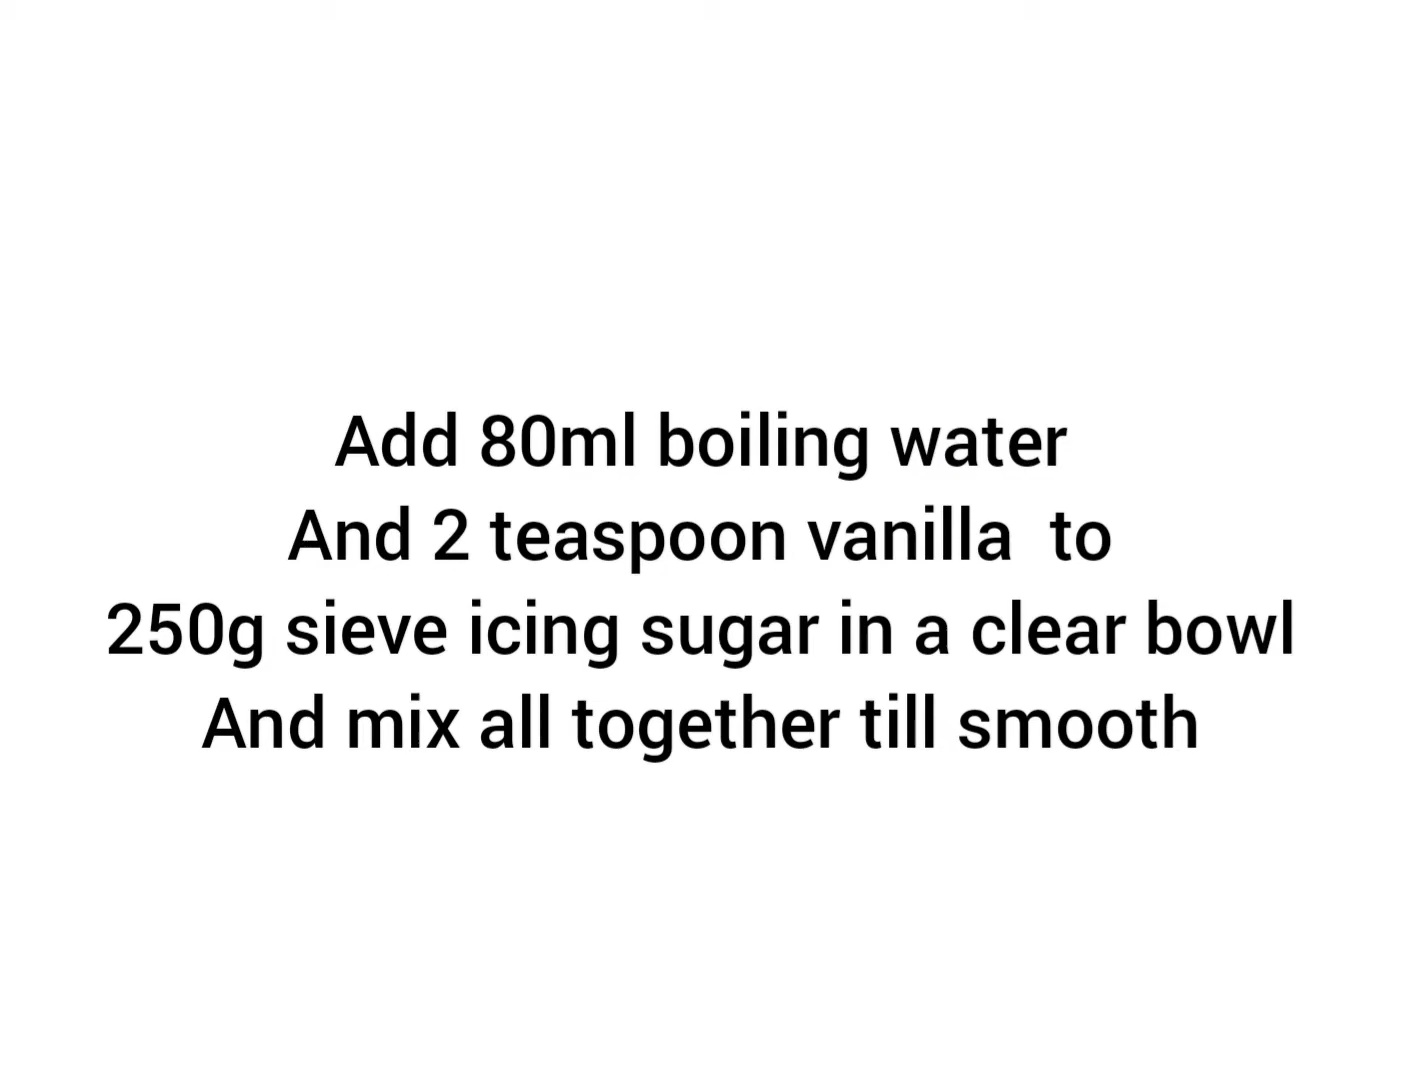 Add 80ml boiling water
And 2 teaspoon vanilla  to
250g sieve icing sugar in a clear bowl
And mix all together till smooth